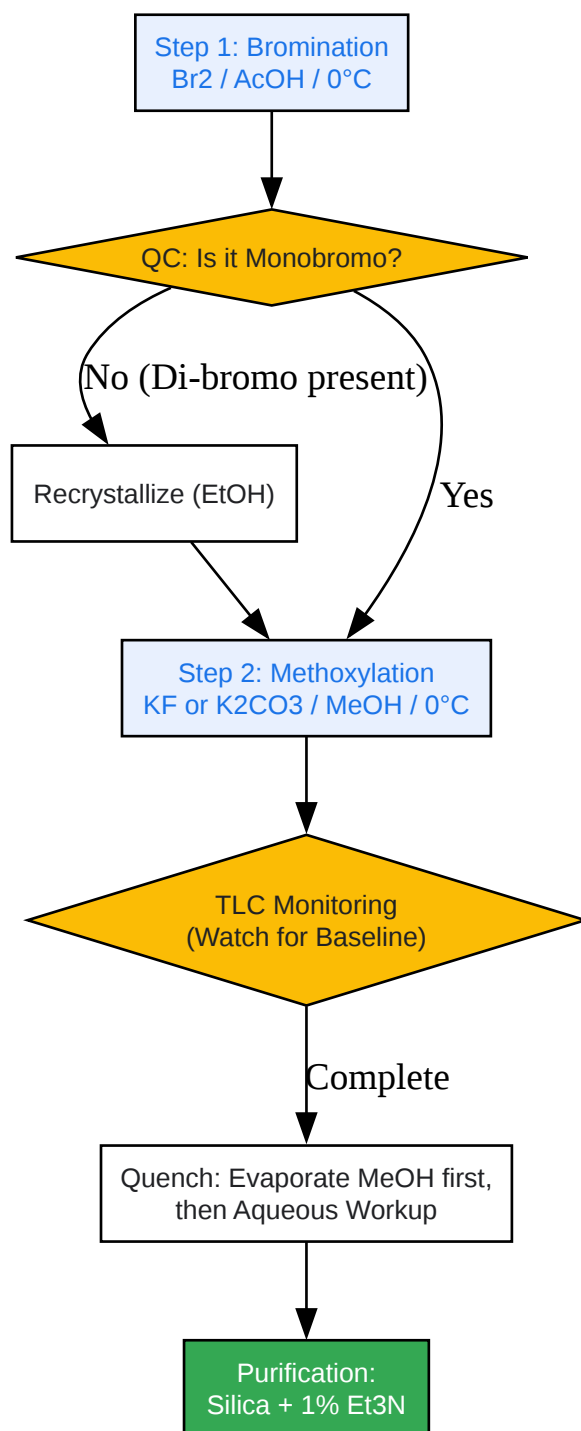 Step 1: Bromination
Br2 / AcOH / 0°C
QC: Is it Monobromo?
No (Di-bromo present)
Recrystallize (EtOH)
Yes
Step 2: Methoxylation
KF or K2CO3 / MeOH / 0°C
TLC Monitoring
(Watch for Baseline)
Complete
Quench: Evaporate MeOH first,
then Aqueous Workup
Purification:
Silica + 1% Et3N